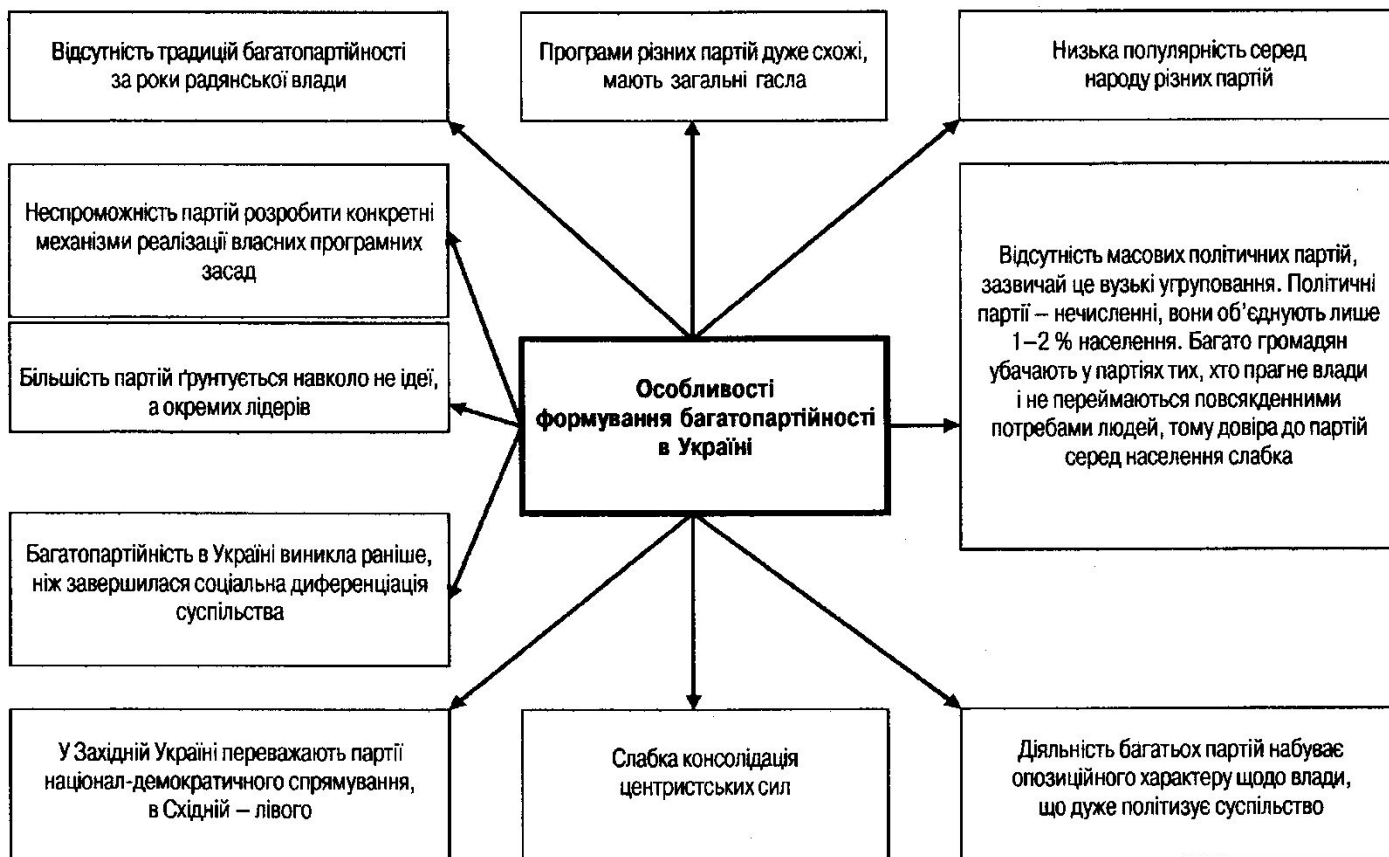 Відсутність традицій багатопартійності
за роки радянської влади
Програми різних партій дуже схожі,
мають загальні гасла
Низька популярність серед
народу різних партій
Неспроможність партій розробити конкретні
механізми реалізації власних програмних
засад
Більшість партій ґрунтується навколо не ідеї,
а окремих лідерів
Багатопартійність в Україні виникла раніше,
ніж завершилася соціальна диференціація
суспільства
Особливості
формування багатопартійності
в Україні
Відсутність масових політичних партій,
зазвичай це вузькі угруповання. Політичні
партії – нечисленні, вони об’єднують лише
1–2 % населення. Багато громадян
убачають у партіях тих, хто прагне влади
і не переймаються повсякденними
потребами людей, тому довіра до партій
серед населення слабка
У Західній Україні переважають партії
націонал-демократичного спрямування,
в Східній – лівого
Слабка консолідація
центристських сил
Діяльність багатьох партій набуває
опозиційного характеру щодо влади,
що дуже політизує суспільство